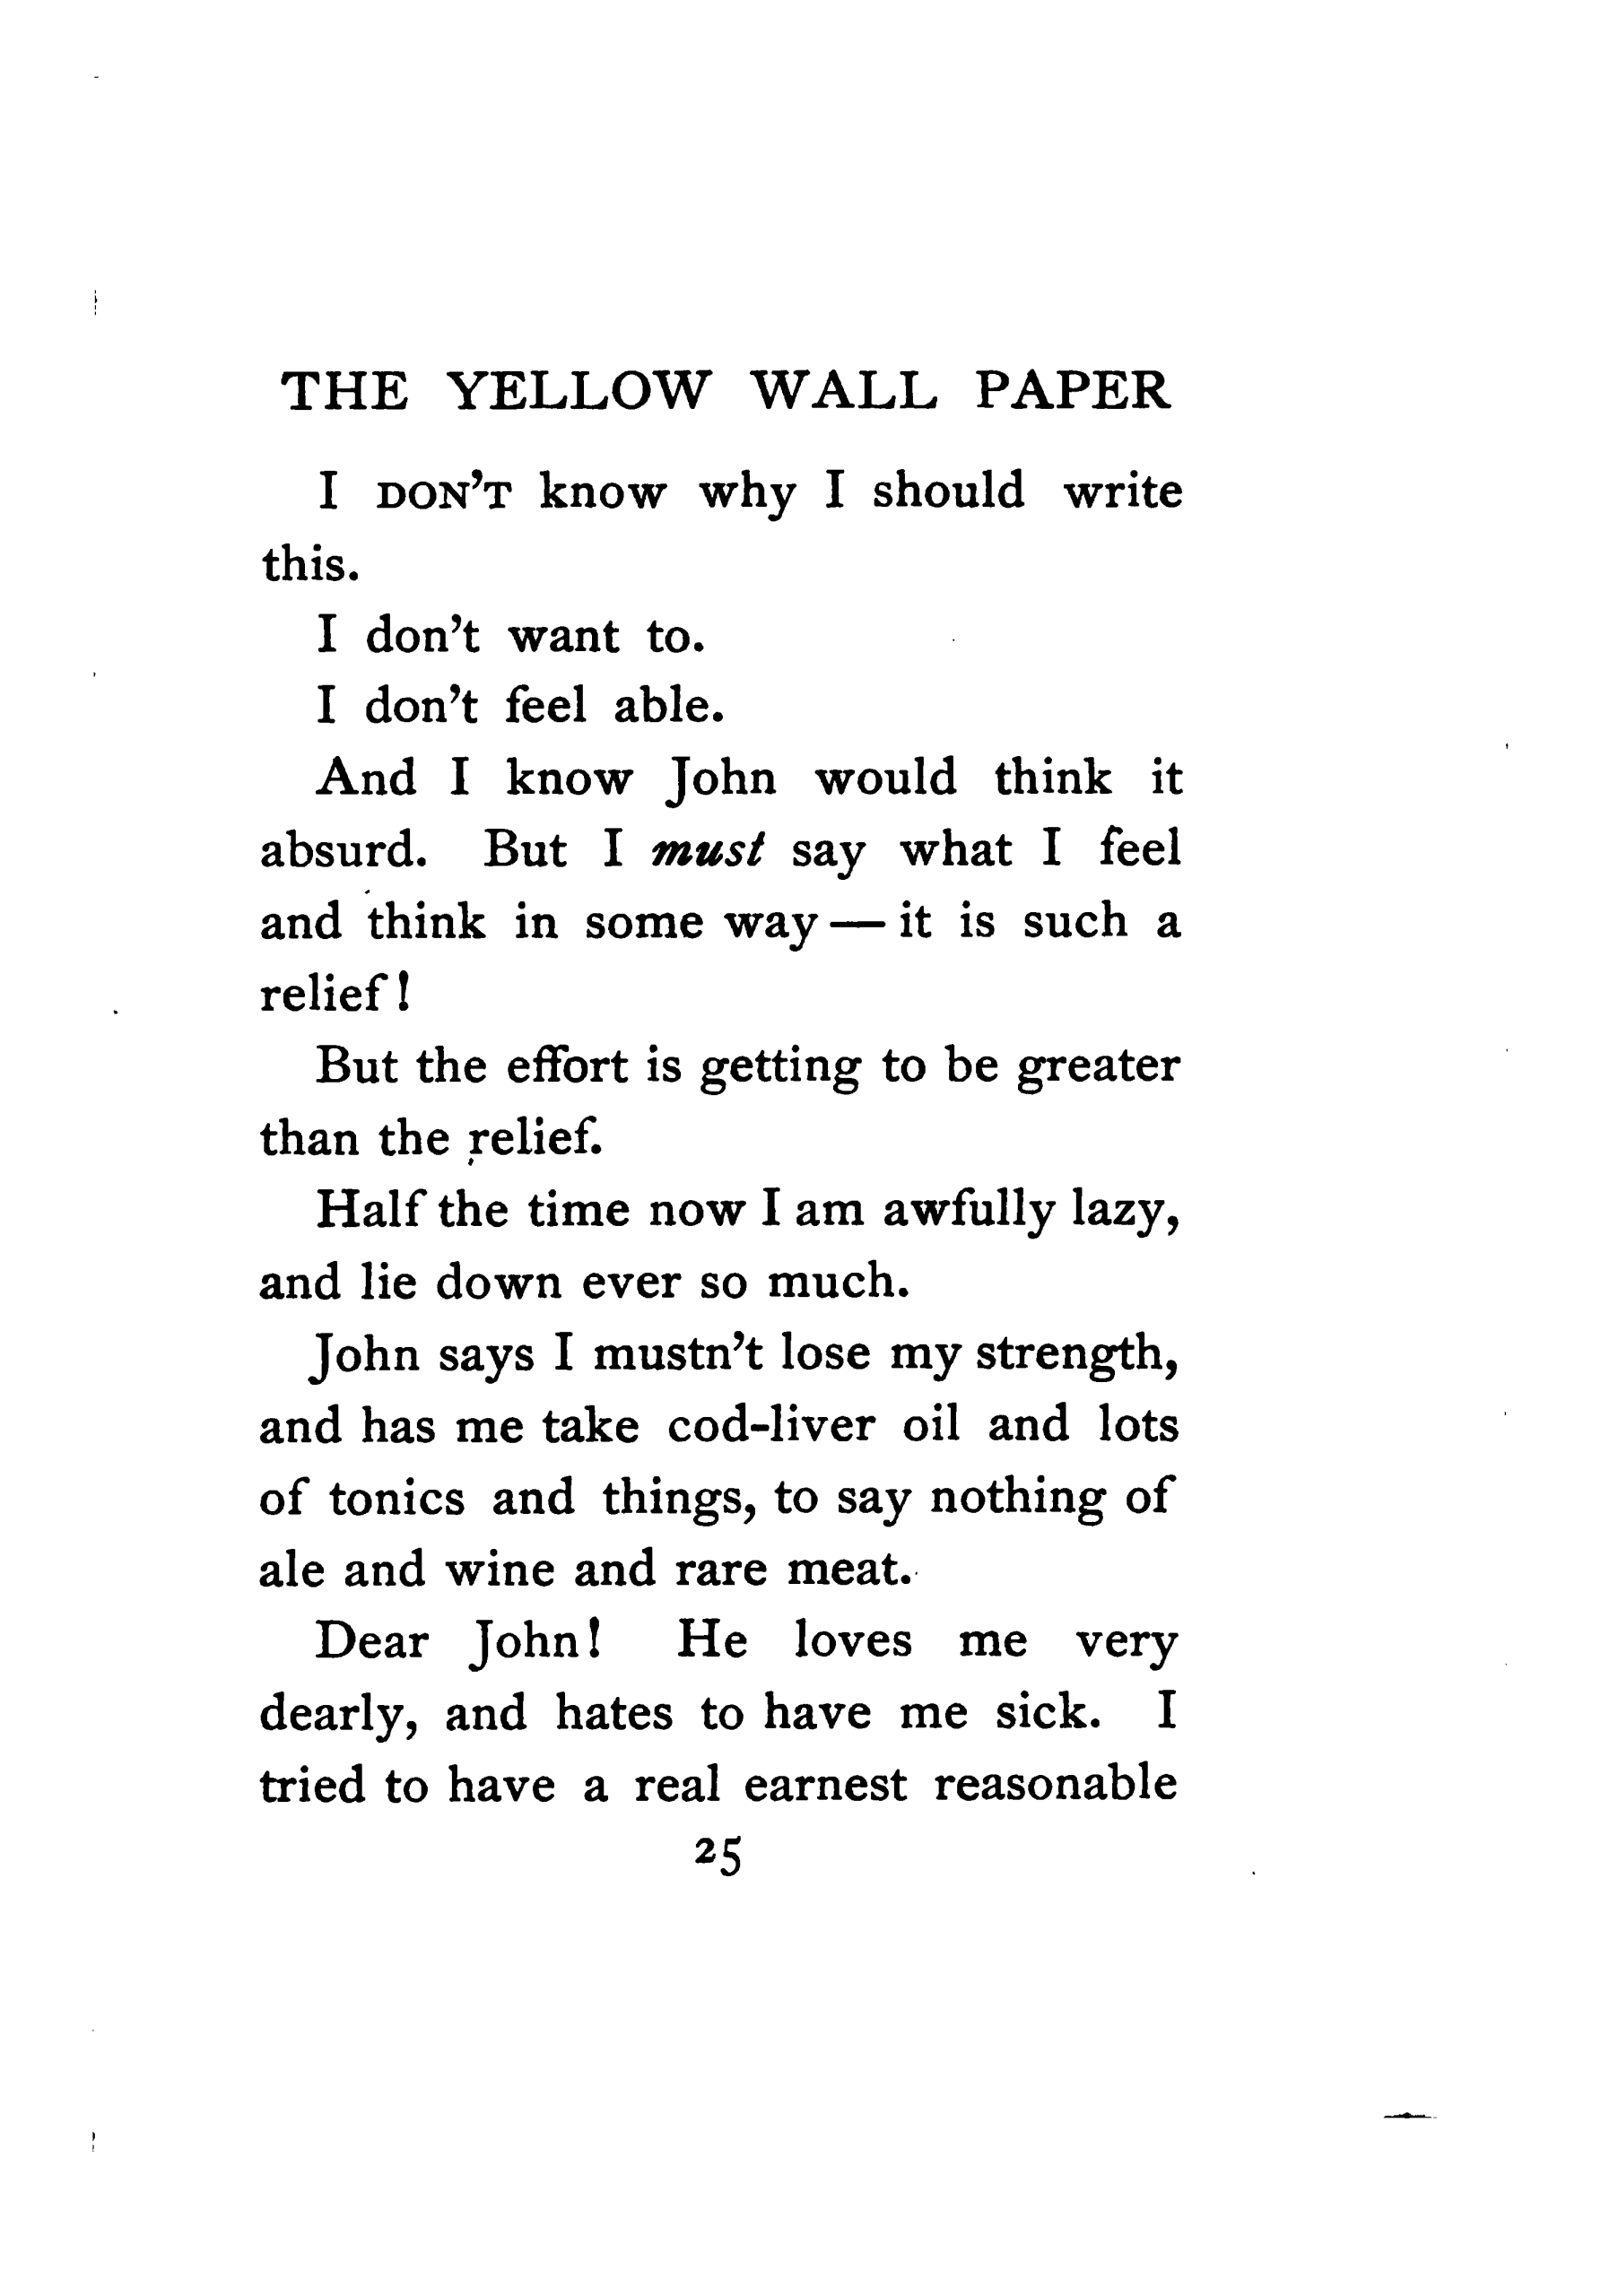 THE YELLOW WALL PAPER
I DON'T know why I should write
this.
I don't want to.
I don't feel able.
And I know John would think it
absurd. But I must say what I feel
and think in some way — it is such a
relief!
But the effort is getting to be greater
than the relief.
Half the time now I am awfully lazy,
and lie down ever so much.
John says I mustn't lose my strength,
and has me take cod-liver oil and lots
of tonics and things, to say nothing of
ale and wine and rare meat.
Dear John! He loves me very
dearly, and hates to have me sick. I
tried to have a real earnest reasonable
25